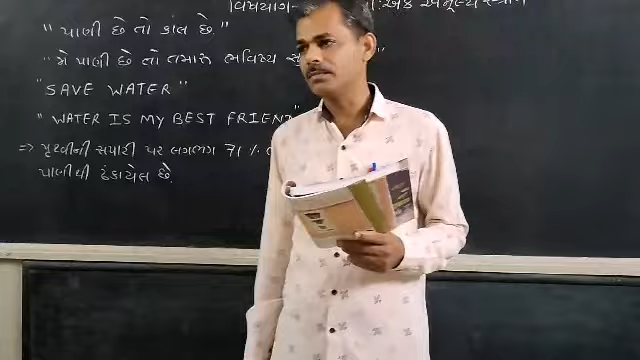 " પાણી છે તો કાલ છે."
" મે પાણી છે તો તમારુ ભવિષ્ય
"SAVE WATER"
"WATER IS MY BEST FRIEND"
⇒ પૃથ્વીની સપાટી પર લગભગ 71 %
પાણીથી ઢંકાયેલ છે.